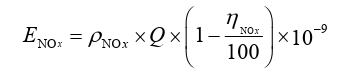 E_NOx = ρ_NOx × Q × (1 − η_NOx / 100) × 10⁻⁹